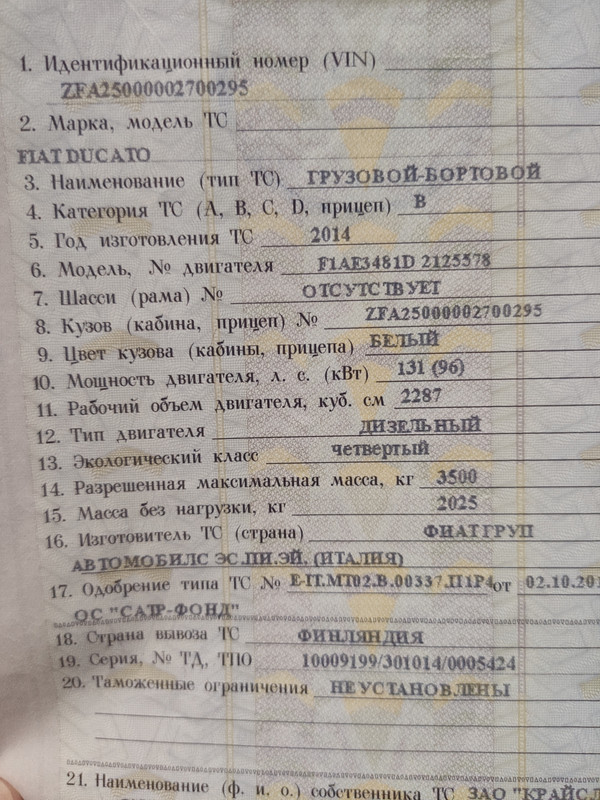 1. Идентификационный номер (VIN)
ZFA25000002700295
2. Марка, модель ТС
FIAT DUCATO
3. Наименование (тип ТС) ГРУЗОВОЙ-БОРТОВОЙ
4. Категория ТС (А, В, С, D, прицеп) В
5. Год изготовления ТС 2014
6. Модель, № двигателя F1AE3481D 2125578
7. Шасси (рама) № ОТСУТСТВУЕТ
8. Кузов (кабина, прицеп) № ZFA25000002700295
9. Цвет кузова (кабины, прицепа) БЕЛЫЙ
10. Мощность двигателя, л. с. (кВт) 131 (96)
11. Рабочий объем двигателя, куб. см 2287
12. Тип двигателя ДИЗЕЛЬНЫЙ
13. Экологический класс четвертый
14. Разрешенная максимальная масса, кг 3500
15. Масса без нагрузки, кг 2025
16. Изготовитель ТС (страна) ФИАТ ГРУП
АВТОМОБИЛС ЭС.ПИ.ЭЙ. (ИТАЛИЯ)
17. Одобрение типа ТС № E-IT.MT02.B.00337.П1Р4 от 02.10.201
ОС "САТР-ФОНД"
18. Страна вывоза ТС ФИНЛЯНДИЯ
19. Серия, № ТД, ТПО 10009199/301014/0005424
20. Таможенные ограничения НЕ УСТАНОВЛЕНЫ
21. Наименование (ф. и. о.) собственника ТС ЗАО "КРАЙСЛ